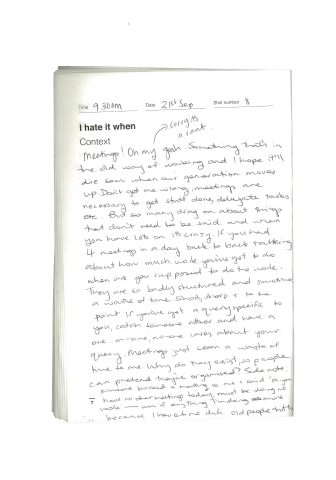 Time 9.30am Date 21st Sep Shot number 8
I hate it when
→ sorry its
a rant.
Context
Meetings! Oh my gosh. Something that's in
the old way of working and I hope it'll
die soon when our generation moves
up. Don't get me wrong, meetings are
necessary to get stuff done, delegate tasks
etc. But so many drag on about things
that don't need to be said and when
you have lots on its crazy. If you had
4 meetings in a day back to back talking
about how much work you've got to do
when are you supposed to do the work.
They are so badly structured and sometimes
a waste of time. Short, sharp + to the
point. If you've got a query specific to
you, catch someone after and have a
one-on-one, no-one cares about your
query. Meetings just seem a waste of
time to me. Why do they exist, so people
can pretend they're organised? Side note:
someone booked a meeting w me + said 'oh you
have no other meetings today, must be doing no
work — um if anything I'm doing more
because I have time duh. Old people